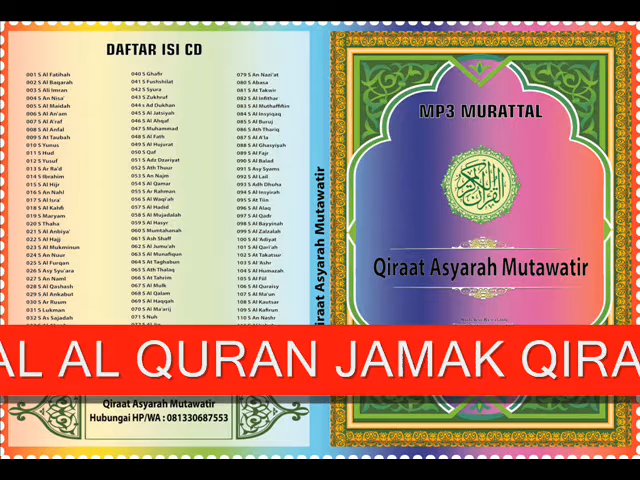 DAFTAR ISI CD
001 S Al Fatihah
002 S Al Baqarah
003 S Ali Imran
004 S An Nisa'
005 S Al Maidah
006 S An'am
007 S Al A'raf
008 S Al Anfal
009 S At Taubah
010 S Yunus
011 S Hud
012 S Yusuf
013 S Ar Ra'd
014 S Ibrahim
015 S Al Hijr
016 S An Nahl
017 S Al Isra'
018 S Al Kahfi
019 S Maryam
020 S Thaha
021 S Al Anbiya'
022 S Al Hajj
023 S Al Mukminun
024 S An Nuur
025 S Al Furqan
026 S Asy Syu'ara
027 S An Naml
028 S Al Qashash
029 S Al Ankabut
030 S Ar Ruum
031 S Lukman
032 S As Sajadah
040 S Ghafir
041 S Fushshilat
042 S Syura
043 S Zukhruf
044 s Ad Dukhan
045 S Al Jatsiyah
046 S Al Ahqaf
047 S Muhammad
048 S Al Fath
049 S Al Hujurat
050 S Qaf
051 S Adz Dzariyat
052 S Ath Thuur
053 S An Najm
054 S Al Qamar
055 S Ar Rahman
056 S Al Waqi'ah
057 S Al Hadid
058 S Al Mujadalah
059 S Al Hasyr
060 S Mumtahanah
061 S Ash Shaff
062 S Al Jumu'ah
063 S Al Munafiqun
064 S At Taghabun
065 S Ath Thalaq
066 S At Tahrim
067 S Al Mulk
068 S Al Qalam
069 S Al Haqqah
070 S Al Ma'arij
071 S Nuh
079 S An Nazi'at
080 S Abasa
081 S At Takwir
082 S Al Infithar
083 S Al Muthaffifiin
084 S Al Insyiqaq
085 S Al Buruj
086 S Ath Thariq
087 S Al A'la
088 S Al Ghasyiyah
089 S Al Fajr
090 S Al Balad
091 S Asy Syams
092 S Al Lail
093 S Adh Dhoha
094 S Al Insyirah
095 S At Tiin
096 S Al Alaq
097 S Al Qadr
098 S Al Bayyinah
099 S Al Zalzalah
100 S Al 'Adiyat
101 S Al Qari'ah
102 S At Takatsur
103 S Al 'Ashr
104 S Al Humazah
105 S Al Fiil
106 S Quraisy
107 S Al Ma'un
108 S Al Kautsar
109 S Al Kafirun
110 S An Nashr
Qiraat Asyarah Mutawatir
Hubungai HP/WA : 081330687553
Qiraat Asyarah Mutawatir
MP3 MURATTAL
القرآن الكريم
Qiraat Asyarah Mutawatir
AL AL QURAN JAMAK QIRA